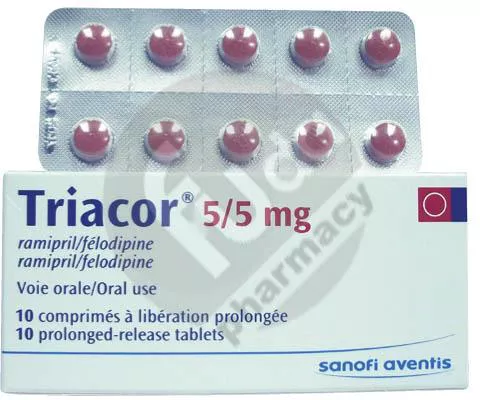 Triacor® 5/5 mg
ramipril/félodipine
ramipril/felodipine
Voie orale/Oral use
10 comprimés à libération prolongée
10 prolonged-release tablets
sanofi aventis
pharmacy